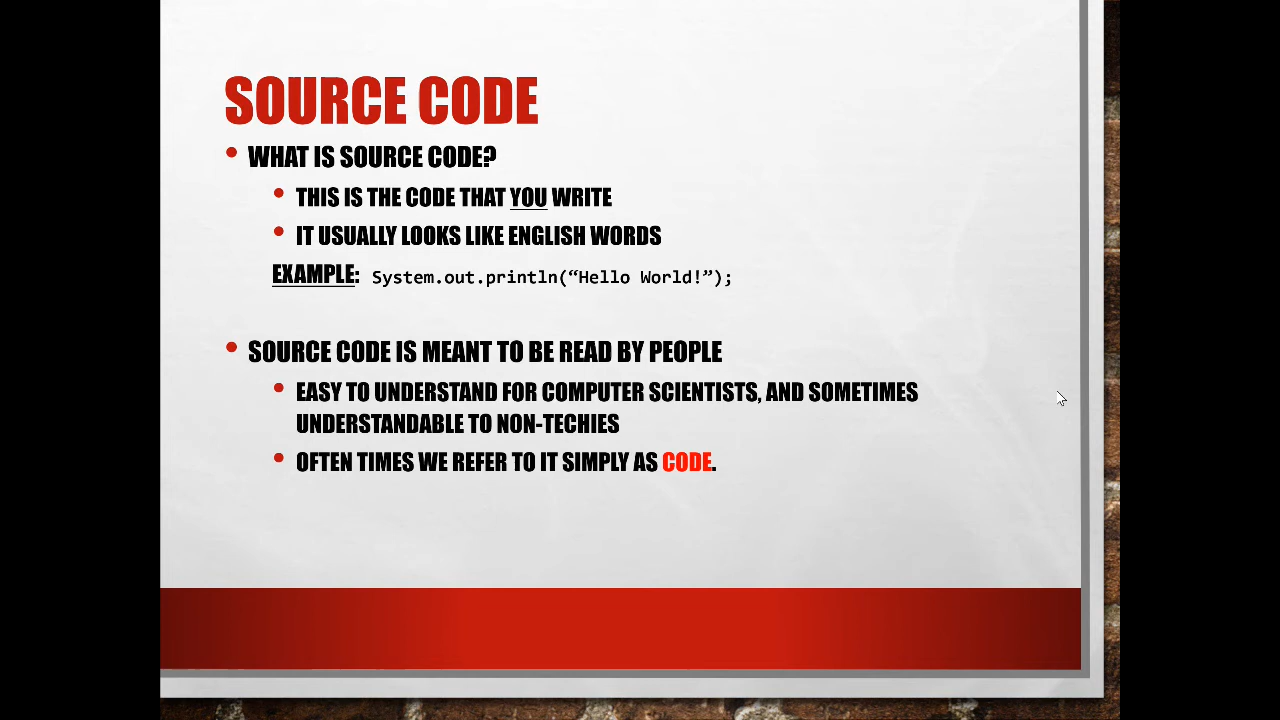 SOURCE CODE
• WHAT IS SOURCE CODE?
• THIS IS THE CODE THAT YOU WRITE
• IT USUALLY LOOKS LIKE ENGLISH WORDS
EXAMPLE: System.out.println(“Hello World!”);
• SOURCE CODE IS MEANT TO BE READ BY PEOPLE
• EASY TO UNDERSTAND FOR COMPUTER SCIENTISTS, AND SOMETIMES
UNDERSTANDABLE TO NON-TECHIES
• OFTEN TIMES WE REFER TO IT SIMPLY AS CODE.